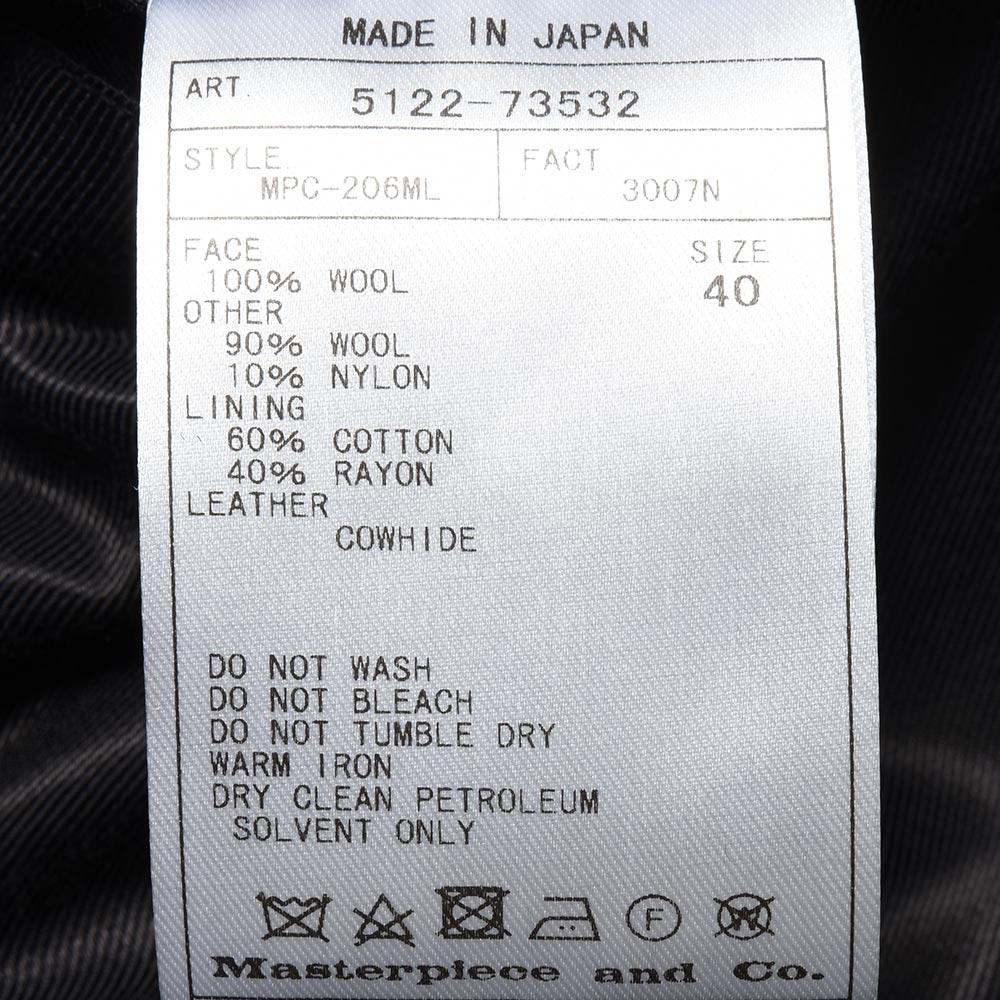 MADE IN JAPAN
ART. 5122-73532
STYLE. FACT
MPC-206ML 3007N
FACE SIZE
100% WOOL 40
OTHER
90% WOOL
10% NYLON
LINING
60% COTTON
40% RAYON
LEATHER
COWHIDE
DO NOT WASH
DO NOT BLEACH
DO NOT TUMBLE DRY
WARM IRON
DRY CLEAN PETROLEUM
SOLVENT ONLY
F W
Masterpiece and Co.